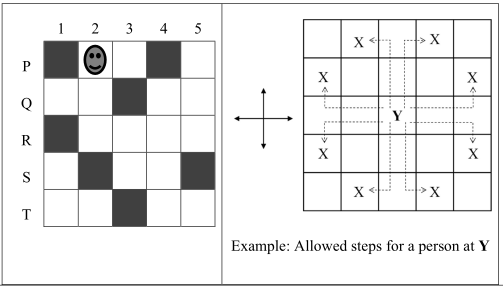 1 2 3 4 5
P
Q
R
S
T
X X
X X
Y
X X
X X
Example: Allowed steps for a person at Y